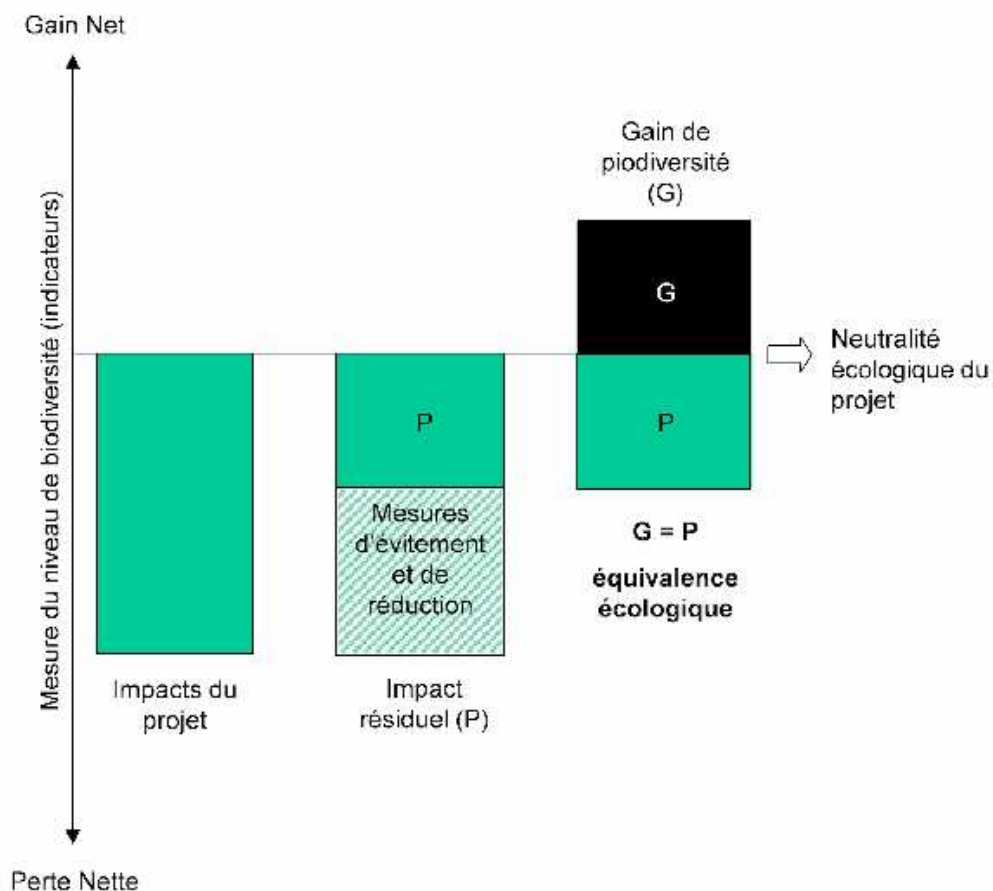 Gain Net
Mesure du niveau de biodiversité (indicateurs)
Gain de
piodiversité
(G)
G
Neutralité
écologique du
projet
P
P
Mesures
d'évitement
et de
réduction
G = P
équivalence
écologique
Impacts du
projet
Impact
résiduel (P)
Perte Nette